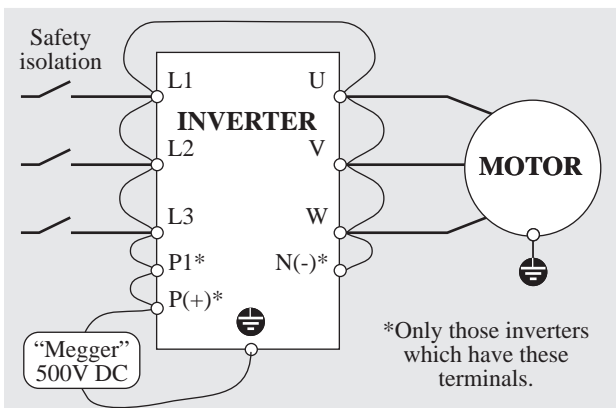 Safety
isolation
L1
U
INVERTER
L2
V
MOTOR
L3
W
P1*
N(-)*
P(+)*
“Megger”
500V DC
*Only those inverters
which have these
terminals.